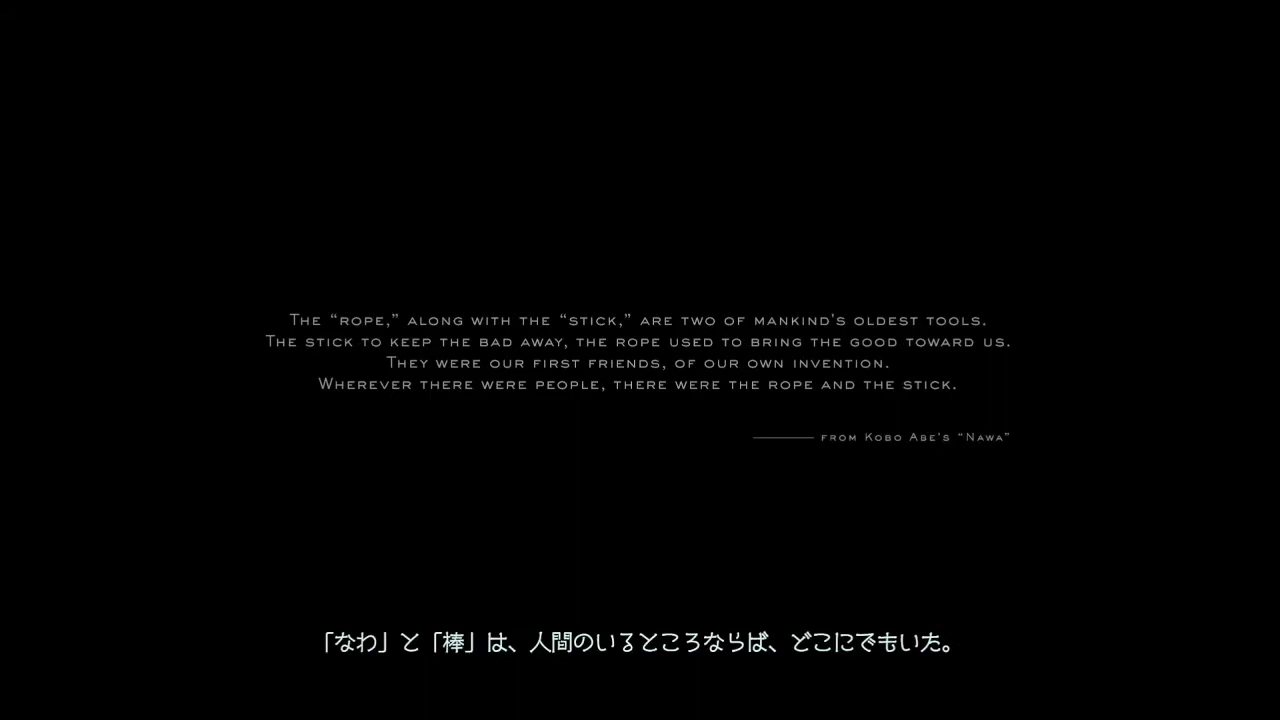 The “rope,” along with the “stick,” are two of mankind's oldest tools.
The stick to keep the bad away, the rope used to bring the good toward us.
They were our first friends, of our own invention.
Wherever there were people, there were the rope and the stick.
from Kobo Abe's “Nawa”
「なわ」と「棒」は、人間のいるところならば、どこにでもいた。